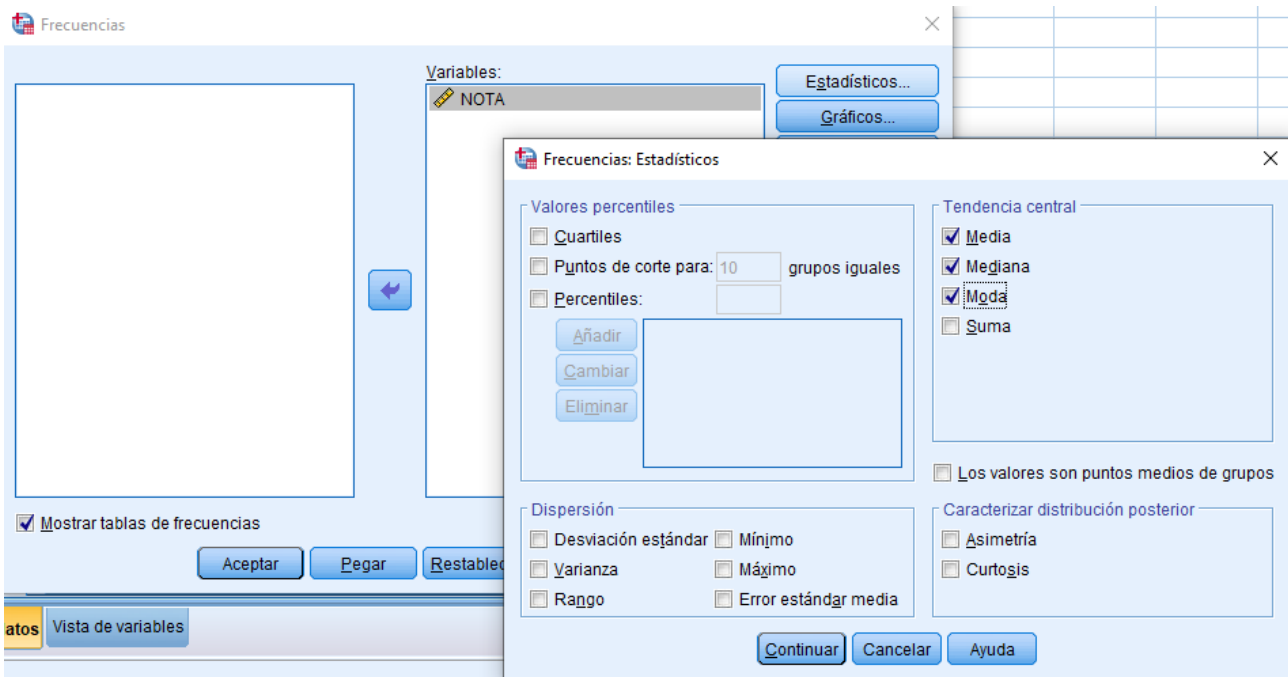 Frecuencias
Variables:
NOTA
Estadísticos...
Gráficos...
Mostrar tablas de frecuencias
Aceptar
Pegar
Restablec
atos
Vista de variables
Frecuencias: Estadísticos
Valores percentiles
Cuartiles
Puntos de corte para: 10 grupos iguales
Percentiles:
Añadir
Cambiar
Eliminar
Tendencia central
Media
Mediana
Moda
Suma
Los valores son puntos medios de grupos
Dispersión
Desviación estándar Mínimo
Varianza Máximo
Rango Error estándar media
Caracterizar distribución posterior
Asimetría
Curtosis
Continuar Cancelar Ayuda